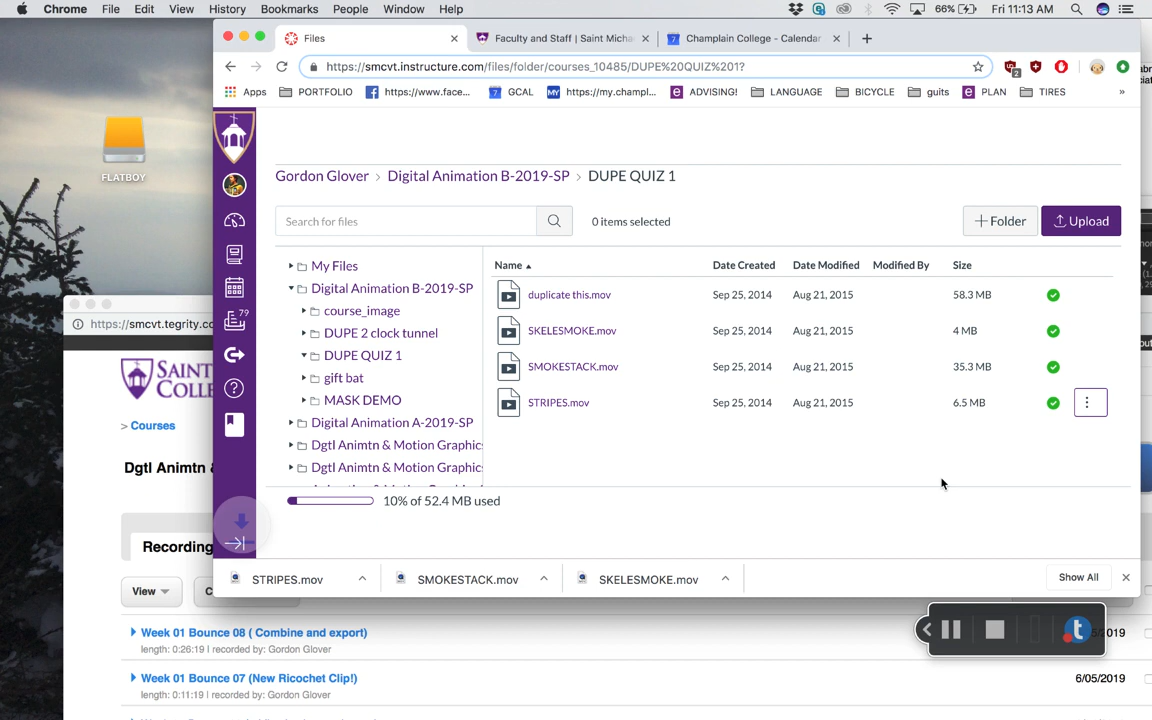 Chrome File Edit View History Bookmarks People Window Help 66% Fri 11:13 AM
Files Faculty and Staff | Saint Micha Champlain College - Calendar
https://smcvt.instructure.com/files/folder/courses_10485/DUPE%20QUIZ%201?
2
Apps PORTFOLIO https://www.face... GCAL https://my.champl... ADVISING! LANGUAGE BICYCLE guits PLAN TIRES »
FLATBOY
Gordon Glover > Digital Animation B-2019-SP > DUPE QUIZ 1
Search for files 0 items selected + Folder Upload
My Files
Digital Animation B-2019-SP
course_image
DUPE 2 clock tunnel
DUPE QUIZ 1
gift bat
MASK DEMO
Digital Animation A-2019-SP
Dgtl Animtn & Motion Graphics
Dgtl Animtn & Motion Graphics
79
Name Date Created Date Modified Modified By Size
duplicate this.mov Sep 25, 2014 Aug 21, 2015 58.3 MB
SKELESMOKE.mov Sep 25, 2014 Aug 21, 2015 4 MB
SMOKESTACK.mov Sep 25, 2014 Aug 21, 2015 35.3 MB
STRIPES.mov Sep 25, 2014 Aug 21, 2015 6.5 MB
10% of 52.4 MB used
STRIPES.mov SMOKESTACK.mov SKELESMOKE.mov Show All
https://smcvt.tegrity.co
SAINT
COLLE
> Courses
Dgtl Animtn &
Recording
View C
Week 01 Bounce 08 ( Combine and export) 5/2019
length: 0:26:19 | recorded by: Gordon Glover
Week 01 Bounce 07 (New Ricochet Clip!) 6/05/2019
length: 0:11:19 | recorded by: Gordon Glover
t